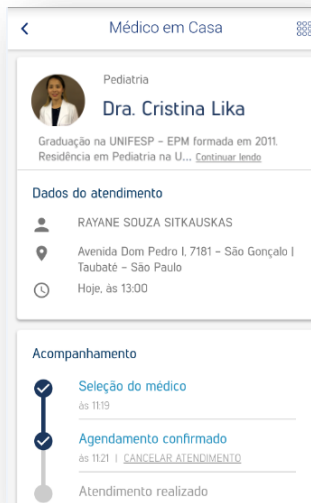 Médico em Casa
Pediatria
Dra. Cristina Lika
Graduação na UNIFESP - EPM formada em 2011.
Residência em Pediatria na U... Continuar lendo
Dados do atendimento
RAYANE SOUZA SITKAUSKAS
Avenida Dom Pedro I, 7181 - São Gonçalo |
Taubaté - São Paulo
Hoje, às 13:00
Acompanhamento
Seleção do médico
às 11:19
Agendamento confirmado
às 11:21 | CANCELAR ATENDIMENTO
Atendimento realizado